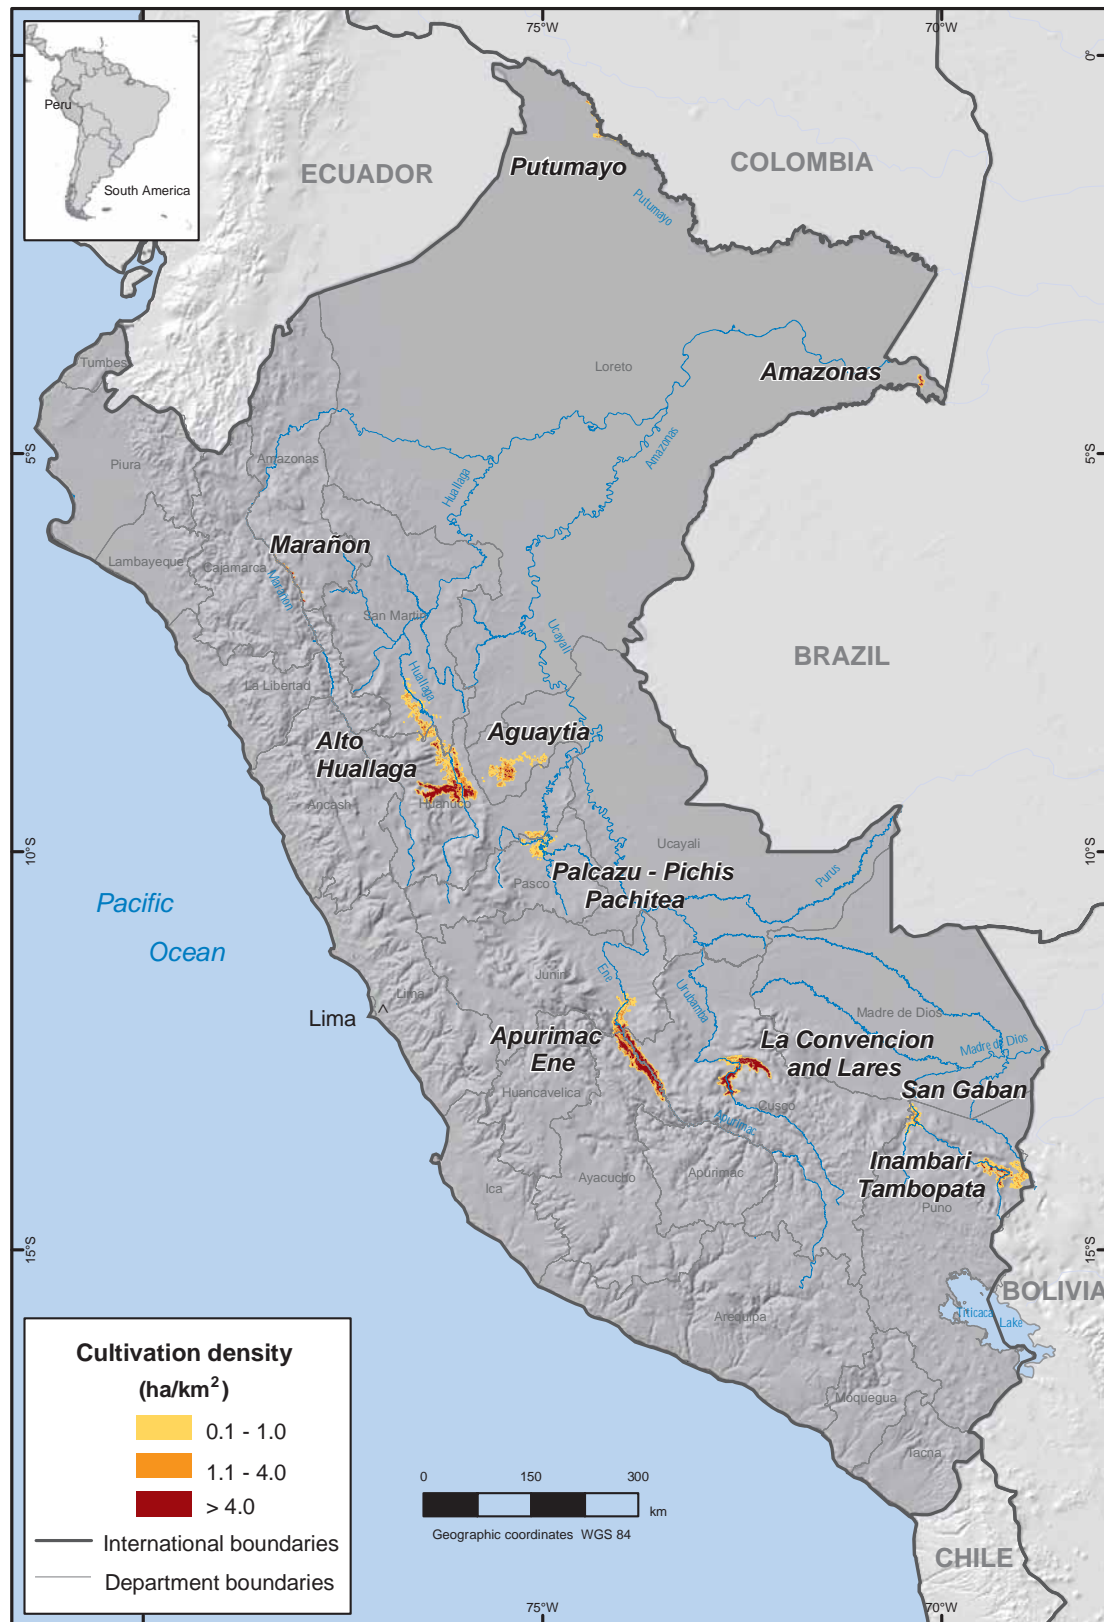 75°W
70°W
0°
0°
Peru
South America
ECUADOR
COLOMBIA
Putumayo
Putumayo
Tumbes
Loreto
Amazonas
5°S
5°S
Piura
Amazonas
Huallaga
Amazonas
Marañon
Lambayeque
Cajamarca
Marañon
San Martin
Ucayali
BRAZIL
Huallaga
La Libertad
Alto
Huallaga
Aguaytia
Ancash
Huanuco
10°S
10°S
Ucayali
Palcazu - Pichis
Pachitea
Pasco
Purus
Pacific
Ocean
Junin
Ene
Urubamba
Lima
Lima
Madre de Dios
Madre de Dios
Apurimac
Ene
La Convencion
and Lares
San Gaban
Huancavelica
Cusco
Apurimac
Inambari
Tambopata
Ayacucho
Apurimac
Ica
Puno
15°S
15°S
BOLIVIA
Titicaca
Lake
Arequipa
Moquegua
Tacna
CHILE
Cultivation density
(ha/km²)
0.1 - 1.0
1.1 - 4.0
> 4.0
International boundaries
Department boundaries
0 150 300
km
Geographic coordinates WGS 84
75°W
70°W